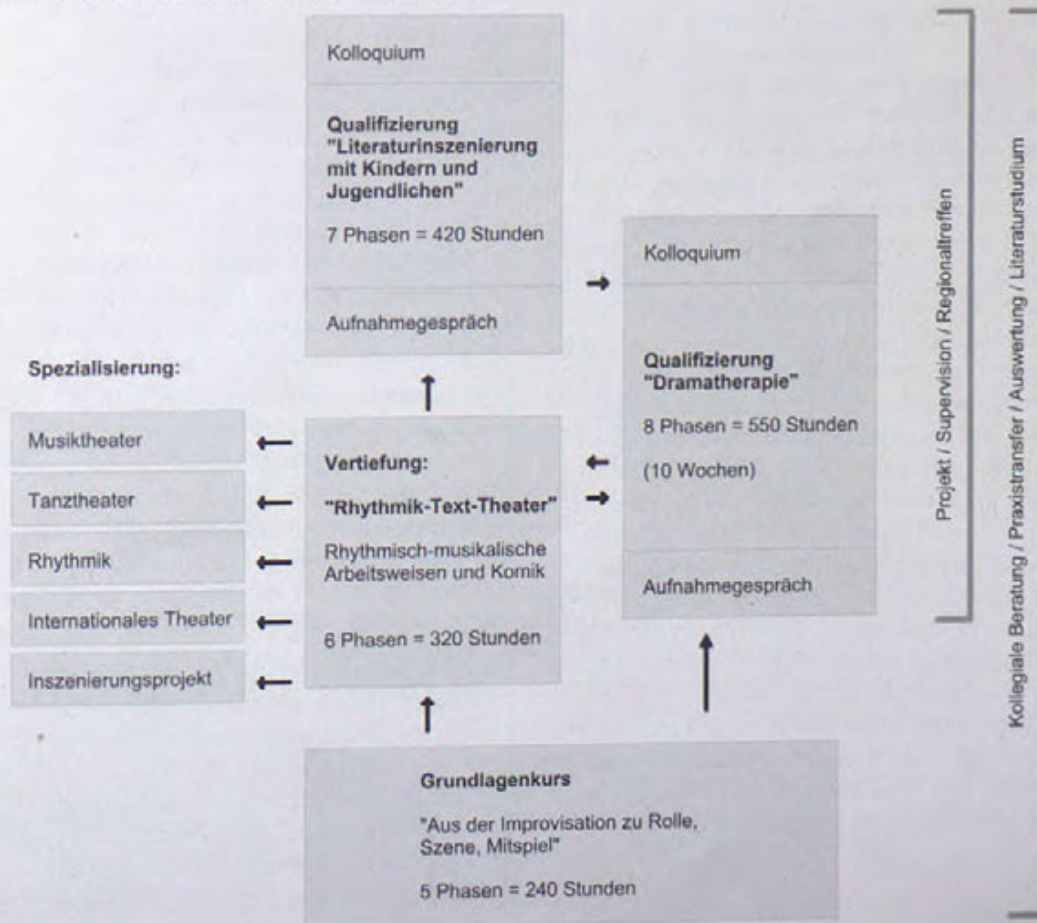 Kolloquium
Qualifizierung
"Literaturinszenierung
mit Kindern und
Jugendlichen"
7 Phasen = 420 Stunden
Aufnahmegespräch
Spezialisierung:
Musiktheater
Tanztheater
Rhythmik
Internationales Theater
Inszenierungsprojekt
Vertiefung:
"Rhythmik-Text-Theater"
Rhythmisch-musikalische
Arbeitsweisen und Komik
6 Phasen = 320 Stunden
Kolloquium
Qualifizierung
"Dramatherapie"
8 Phasen = 550 Stunden
(10 Wochen)
Aufnahmegespräch
Grundlagenkurs
"Aus der Improvisation zu Rolle,
Szene, Mitspiel"
5 Phasen = 240 Stunden
Projekt / Supervision / Regionaltreffen
Kollegiale Beratung / Praxistransfer / Auswertung / Literaturstudium